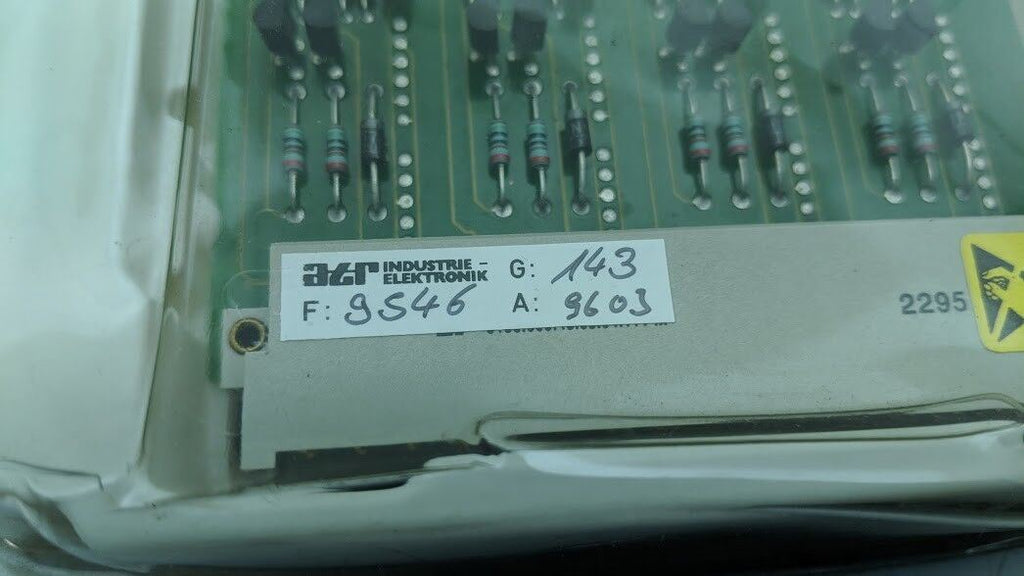 atr INDUSTRIE-
ELEKTRONIK
G: 143
F: 9546
A: 9603
2295